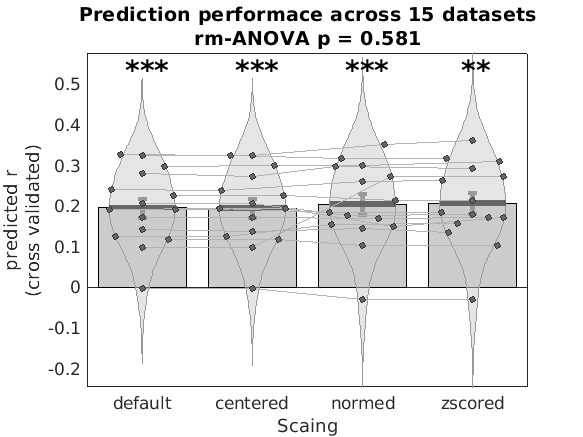 Prediction performace across 15 datasets
rm-ANOVA p = 0.581
*** *** *** **
0.5
0.4
0.3
0.2
0.1
0
-0.1
-0.2
predicted r
(cross validated)
default centered normed zscored
Scaing